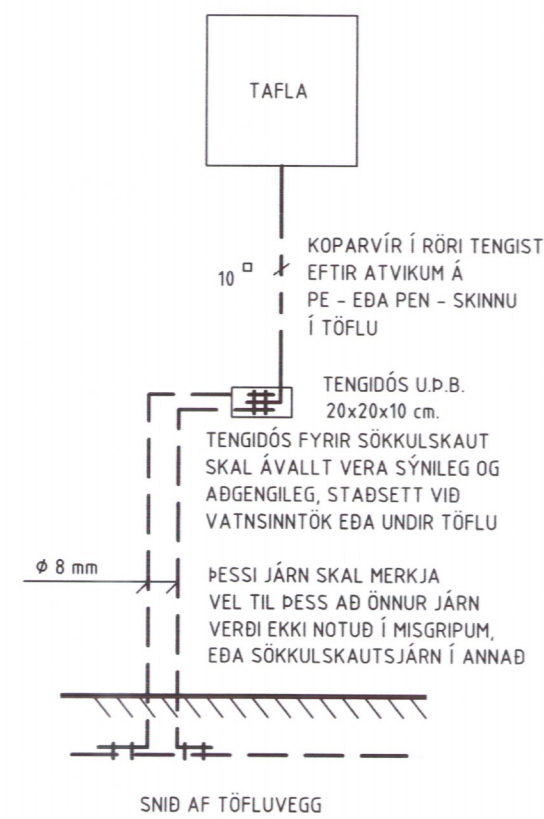 TAFLA
KOPARVÍR Í RÖRI TENGIST
10 □
EFTIR ATVIKUM Á
PE - EÐA PEN - SKINNU
Í TÖFLU
TENGIDÓS U.Þ.B.
20x20x10 cm.
TENGIDÓS FYRIR SÖKKULSKAUT
SKAL ÁVALLT VERA SÝNILEG OG
AÐGENGILEG, STAÐSETT VIÐ
VATNSINNTÖK EÐA UNDIR TÖFLU
Ø 8 mm
ÞESSI JÁRN SKAL MERKJA
VEL TIL ÞESS AÐ ÖNNUR JÁRN
VERÐI EKKI NOTUÐ Í MISGRIPUM,
EÐA SÖKKULSKAUTSJÁRN Í ANNAÐ
SNIÐ AF TÖFLUVEGG